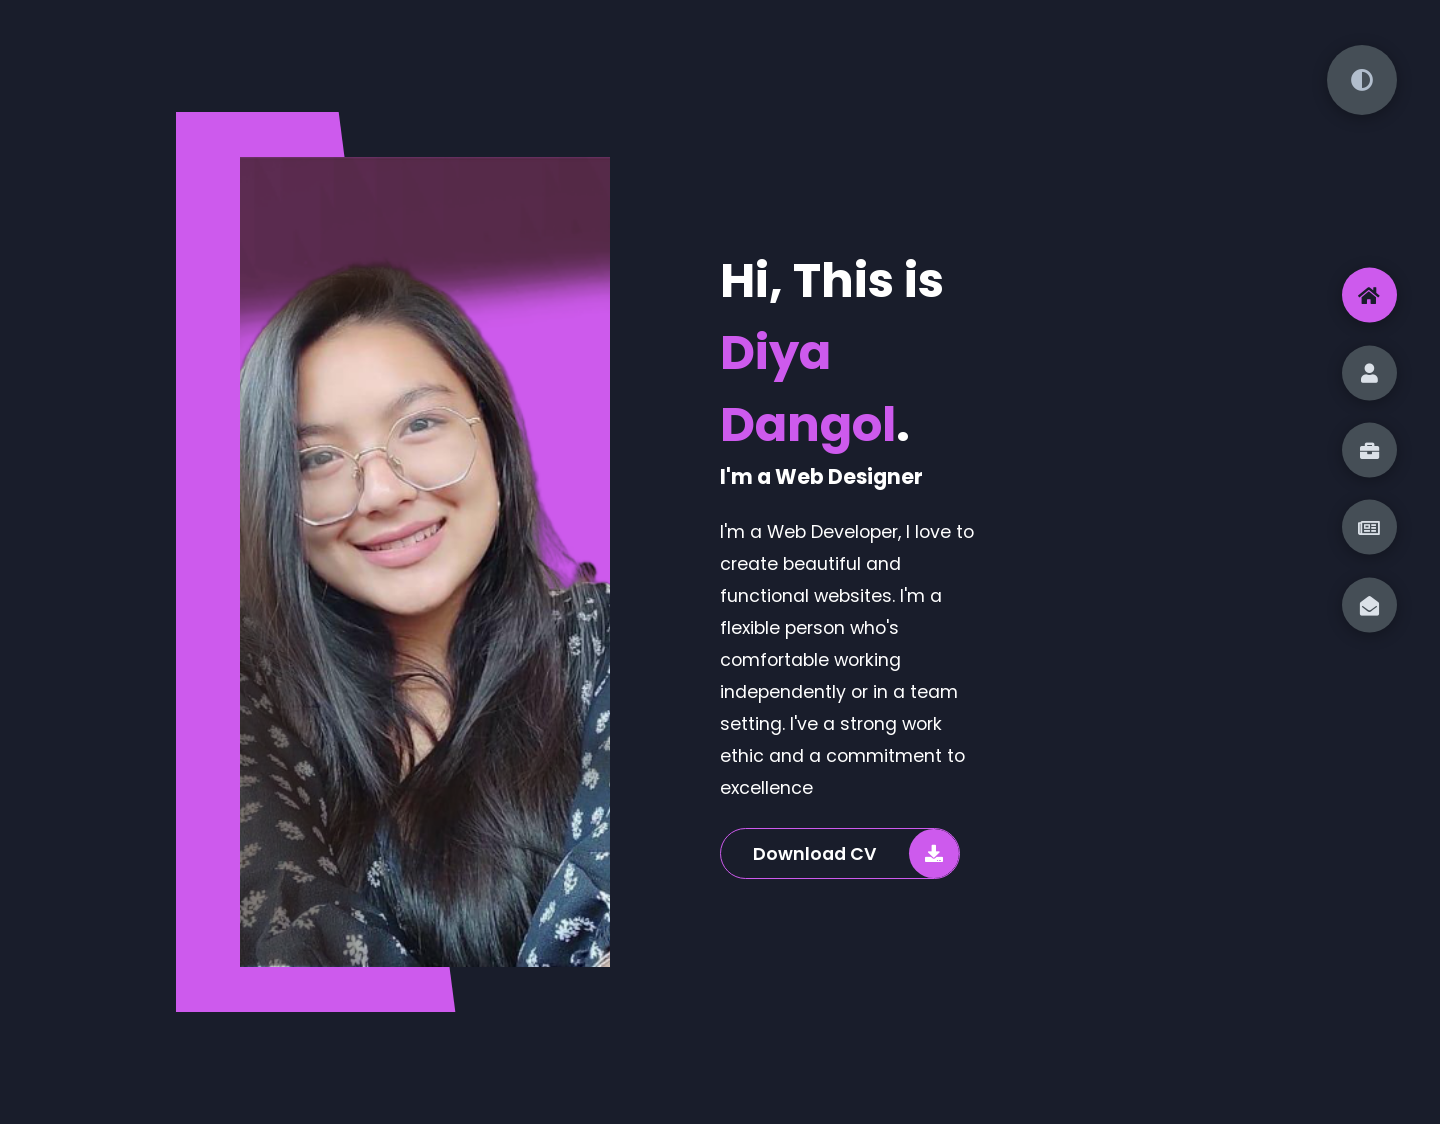 Hi, This is
Diya
Dangol.
I'm a Web Designer
I'm a Web Developer, I love to
create beautiful and
functional websites. I'm a
flexible person who's
comfortable working
independently or in a team
setting. I've a strong work
ethic and a commitment to
excellence
Download CV